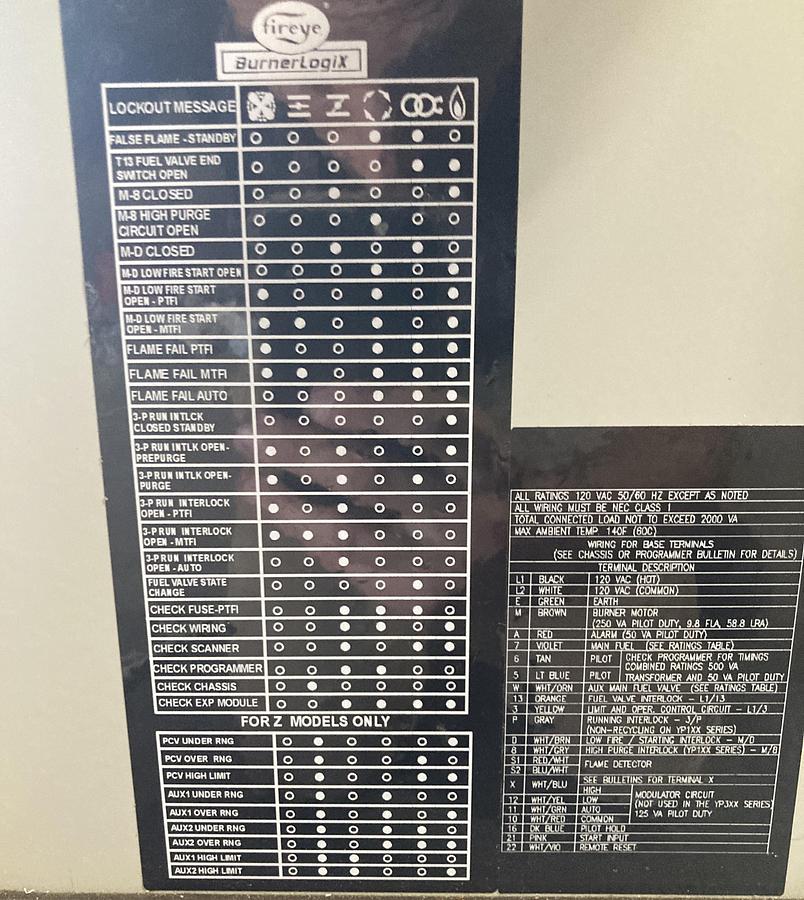 fireye
BurnerLogiX
LOCKOUT MESSAGE
FALSE FLAME - STANDBY
T13 FUEL VALVE END
SWITCH OPEN
M-8 CLOSED
M-8 HIGH PURGE
CIRCUIT OPEN
M-D CLOSED
M-D LOW FIRE START OPEN
M-D LOW FIRE START
OPEN - PTFI
M-D LOW FIRE START
OPEN - MTFI
FLAME FAIL PTFI
FLAME FAIL MTFI
FLAME FAIL AUTO
3-P RUN INTLCK
CLOSED STANDBY
3-P RUN INTLK OPEN-
PREPURGE
3-P RUN INTLK OPEN-
PURGE
3-P RUN INTERLOCK
OPEN - PTFI
3-P RUN INTERLOCK
OPEN - MTFI
3-P RUN INTERLOCK
OPEN - AUTO
FUEL VALVE STATE
CHANGE
CHECK FUSE-PTFI
CHECK WIRING
CHECK SCANNER
CHECK PROGRAMMER
CHECK CHASSIS
CHECK EXP MODULE
FOR Z MODELS ONLY
PCV UNDER RNG
PCV OVER RNG
PCV HIGH LIMIT
AUX1 UNDER RNG
AUX1 OVER RNG
AUX2 UNDER RNG
AUX2 OVER RNG
AUX1 HIGH LIMIT
AUX2 HIGH LIMIT
ALL RATINGS 120 VAC 50/60 HZ EXCEPT AS NOTED
ALL WIRING MUST BE NEC CLASS 1
TOTAL CONNECTED LOAD NOT TO EXCEED 2000 VA
MAX AMBIENT TEMP. 140F (60C)
WIRING FOR BASE TERMINALS
(SEE CHASSIS OR PROGRAMMER BULLETIN FOR DETAILS)
TERMINAL DESCRIPTION
L1 BLACK 120 VAC (HOT)
L2 WHITE 120 VAC (COMMON)
E GREEN EARTH
M BROWN BURNER MOTOR
(250 VA PILOT DUTY, 9.8 FLA, 58.8 LRA)
A RED ALARM (50 VA PILOT DUTY)
7 VIOLET MAIN FUEL (SEE RATINGS TABLE)
6 TAN PILOT CHECK PROGRAMMER FOR TIMINGS
COMBINED RATINGS 500 VA
5 LT BLUE PILOT TRANSFORMER AND 50 VA PILOT DUTY
W WHT/ORN AUX MAIN FUEL VALVE (SEE RATINGS TABLE)
13 ORANGE FUEL VALVE INTERLOCK - L1/13
3 YELLOW LIMIT AND OPER. CONTROL CIRCUIT - L1/3
P GRAY RUNNING INTERLOCK - 3/P
(NON-RECYCLING ON YP1XX SERIES)
D WHT/BRN LOW FIRE / STARTING INTERLOCK - M/D
8 WHT/GRY HIGH PURGE INTERLOCK (YP1XX SERIES) - M/8
S1 RED/WHT FLAME DETECTOR
S2 BLU/WHT
X WHT/BLU SEE BULLETINS FOR TERMINAL X
HIGH MODULATOR CIRCUIT
12 WHT/YEL LOW (NOT USED IN THE YP3XX SERIES)
11 WHT/GRN AUTO 125 VA PILOT DUTY
10 WHT/RED COMMON
16 DK BLUE PILOT HOLD
21 PINK START INPUT
22 WHT/VIO REMOTE RESET